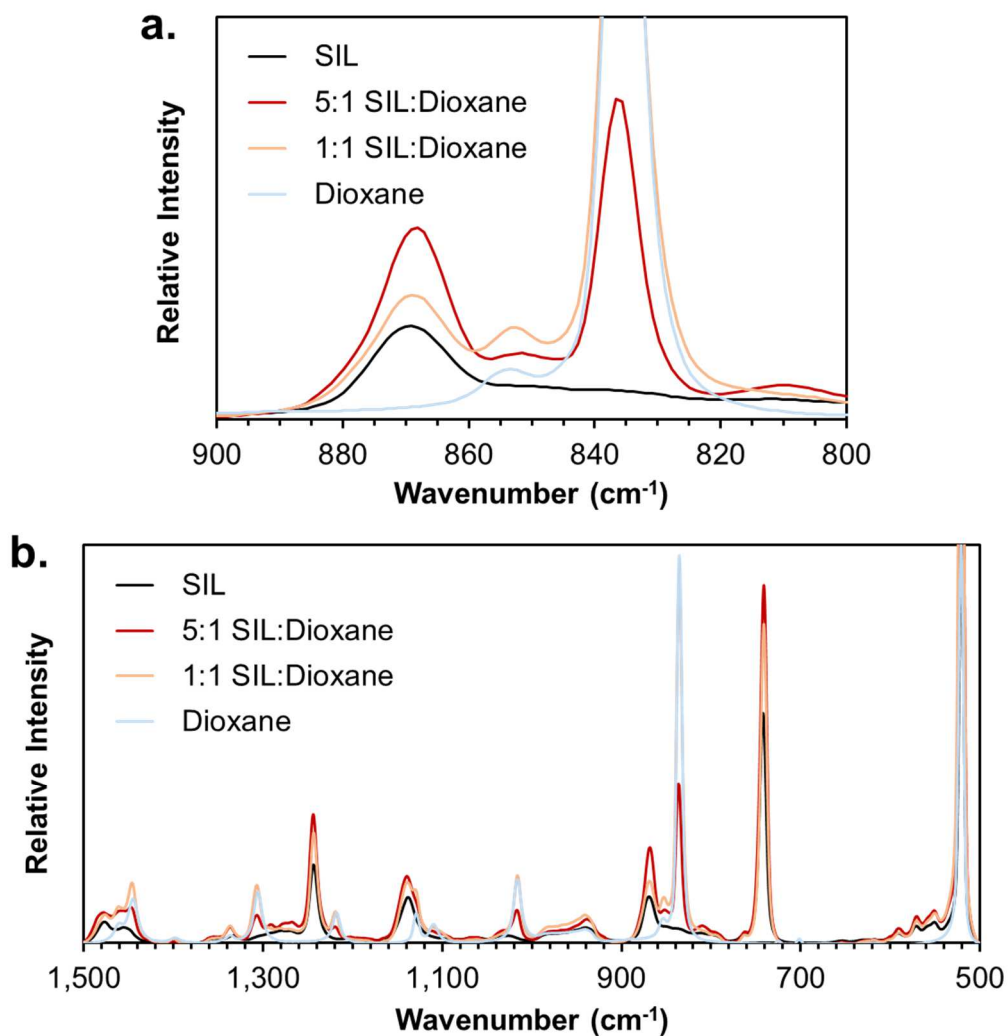 a.
SIL
5:1 SIL:Dioxane
1:1 SIL:Dioxane
Dioxane
Relative Intensity
900 880 860 840 820 800
Wavenumber (cm-1)
b.
SIL
5:1 SIL:Dioxane
1:1 SIL:Dioxane
Dioxane
Relative Intensity
1,500 1,300 1,100 900 700 500
Wavenumber (cm-1)